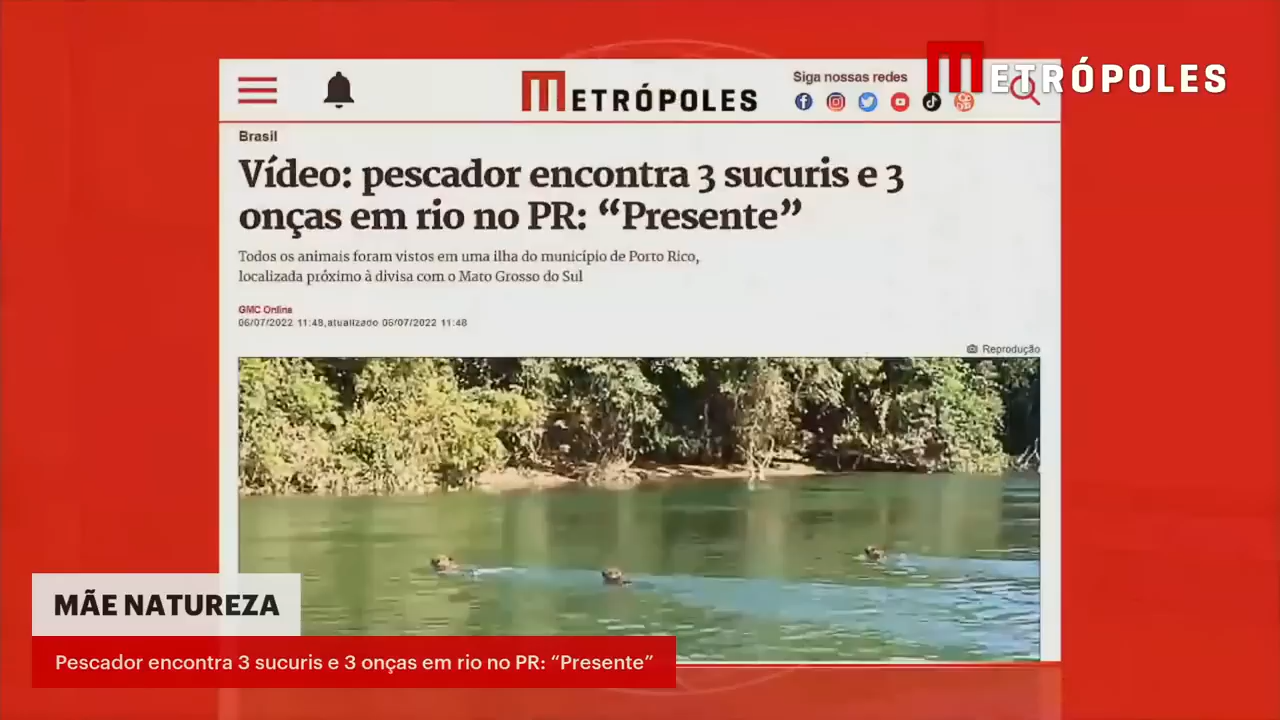 METRÓPOLES
Siga nossas redes
METRÓPOLES
Brasil
Vídeo: pescador encontra 3 sucuris e 3
onças em rio no PR: “Presente”
Todos os animais foram vistos em uma ilha do município de Porto Rico,
localizada próximo à divisa com o Mato Grosso do Sul
GMC Online
06/07/2022 11:48,atualizado 06/07/2022 11:48
Reprodução
MÃE NATUREZA
Pescador encontra 3 sucuris e 3 onças em rio no PR: “Presente”